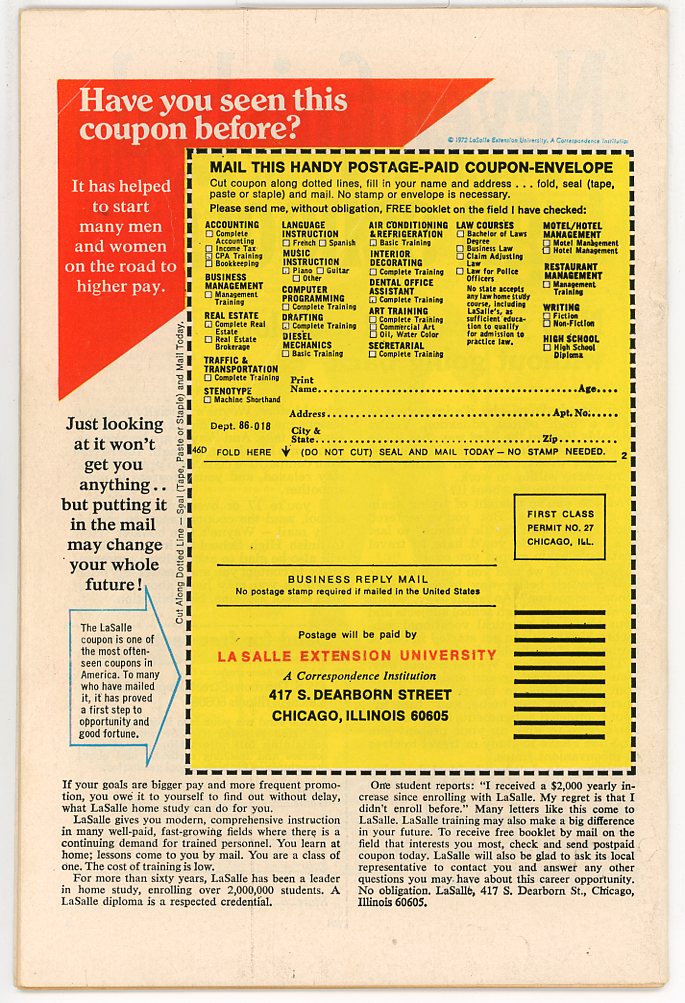 Have you seen this
coupon before?
© 1972 LaSalle Extension University, A Correspondence Institution
It has helped
to start
many men
and women
on the road to
higher pay.
MAIL THIS HANDY POSTAGE-PAID COUPON-ENVELOPE
Cut coupon along dotted lines, fill in your name and address . . . fold, seal (tape,
paste or staple) and mail. No stamp or envelope is necessary.
Please send me, without obligation, FREE booklet on the field I have checked:
ACCOUNTING
Complete
Accounting
Income Tax
CPA Training
Bookkeeping
BUSINESS
MANAGEMENT
Management
Training
REAL ESTATE
Complete Real
Estate
Real Estate
Brokerage
TRAFFIC &
TRANSPORTATION
Complete Training
STENOTYPE
Machine Shorthand
LANGUAGE
INSTRUCTION
French Spanish
MUSIC
INSTRUCTION
Piano Guitar
Other
COMPUTER
PROGRAMMING
Complete Training
DRAFTING
Complete Training
DIESEL
MECHANICS
Basic Training
AIR CONDITIONING
& REFRIGERATION
Basic Training
INTERIOR
DECORATING
Complete Training
DENTAL OFFICE
ASSISTANT
Complete Training
ART TRAINING
Complete Training
Commercial Art
Oil, Water Color
SECRETARIAL
Complete Training
LAW COURSES
Bachelor of Laws
Degree
Business Law
Claim Adjusting
Law
Law for Police
Officers
No state accepts
any law home study
course, including
LaSalle's, as
sufficient educa-
tion to qualify
for admission to
practice law.
MOTEL/HOTEL
MANAGEMENT
Motel Management
Hotel Management
RESTAURANT
MANAGEMENT
Management
Training
WRITING
Fiction
Non-Fiction
HIGH SCHOOL
High School
Diploma
Print
Name Age
Address Apt. No.
Dept. 86-018
City &
State Zip
46D FOLD HERE (DO NOT CUT) SEAL AND MAIL TODAY – NO STAMP NEEDED. 2
Cut Along Dotted Line — Seal (Tape, Paste or Staple) and Mail Today.
Just looking
at it won't
get you
anything . .
but putting it
in the mail
may change
your whole
future!
The LaSalle
coupon is one of
the most often-
seen coupons in
America. To many
who have mailed
it, it has proved
a first step to
opportunity and
good fortune.
FIRST CLASS
PERMIT NO. 27
CHICAGO, ILL.
BUSINESS REPLY MAIL
No postage stamp required if mailed in the United States
Postage will be paid by
LA SALLE EXTENSION UNIVERSITY
A Correspondence Institution
417 S. DEARBORN STREET
CHICAGO, ILLINOIS 60605
If your goals are bigger pay and more frequent promo-
tion, you owe it to yourself to find out without delay,
what LaSalle home study can do for you.
LaSalle gives you modern, comprehensive instruction
in many well-paid, fast-growing fields where there is a
continuing demand for trained personnel. You learn at
home; lessons come to you by mail. You are a class of
one. The cost of training is low.
For more than sixty years, LaSalle has been a leader
in home study, enrolling over 2,000,000 students. A
LaSalle diploma is a respected credential.
One student reports: "I received a $2,000 yearly in-
crease since enrolling with LaSalle. My regret is that I
didn't enroll before." Many letters like this come to
LaSalle. LaSalle training may also make a big difference
in your future. To receive free booklet by mail on the
field that interests you most, check and send postpaid
coupon today. LaSalle will also be glad to ask its local
representative to contact you and answer any other
questions you may have about this career opportunity.
No obligation. LaSalle, 417 S. Dearborn St., Chicago,
Illinois 60605.